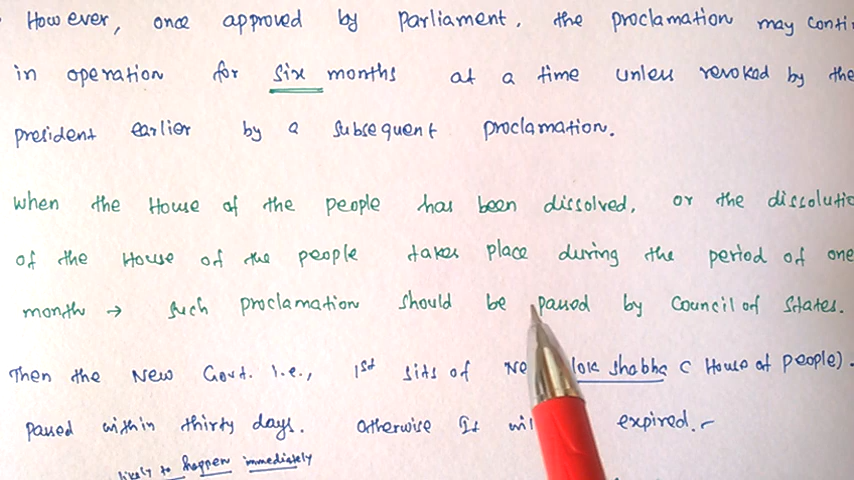 However, once approved by parliament, the proclamation may conti
in operation for six months at a time unless revoked by the
president earlier by a subsequent proclamation.
when the House of the people has been dissolved, or the dissolutio
of the House of the people takes place during the period of one
month → such proclamation should be passed by Council of States.
Then the New Govt. i.e., 1st sits of Ne lok shabha ( House of people).
passed within thirty days. Otherwise It wil expired.
likely to happen immediately